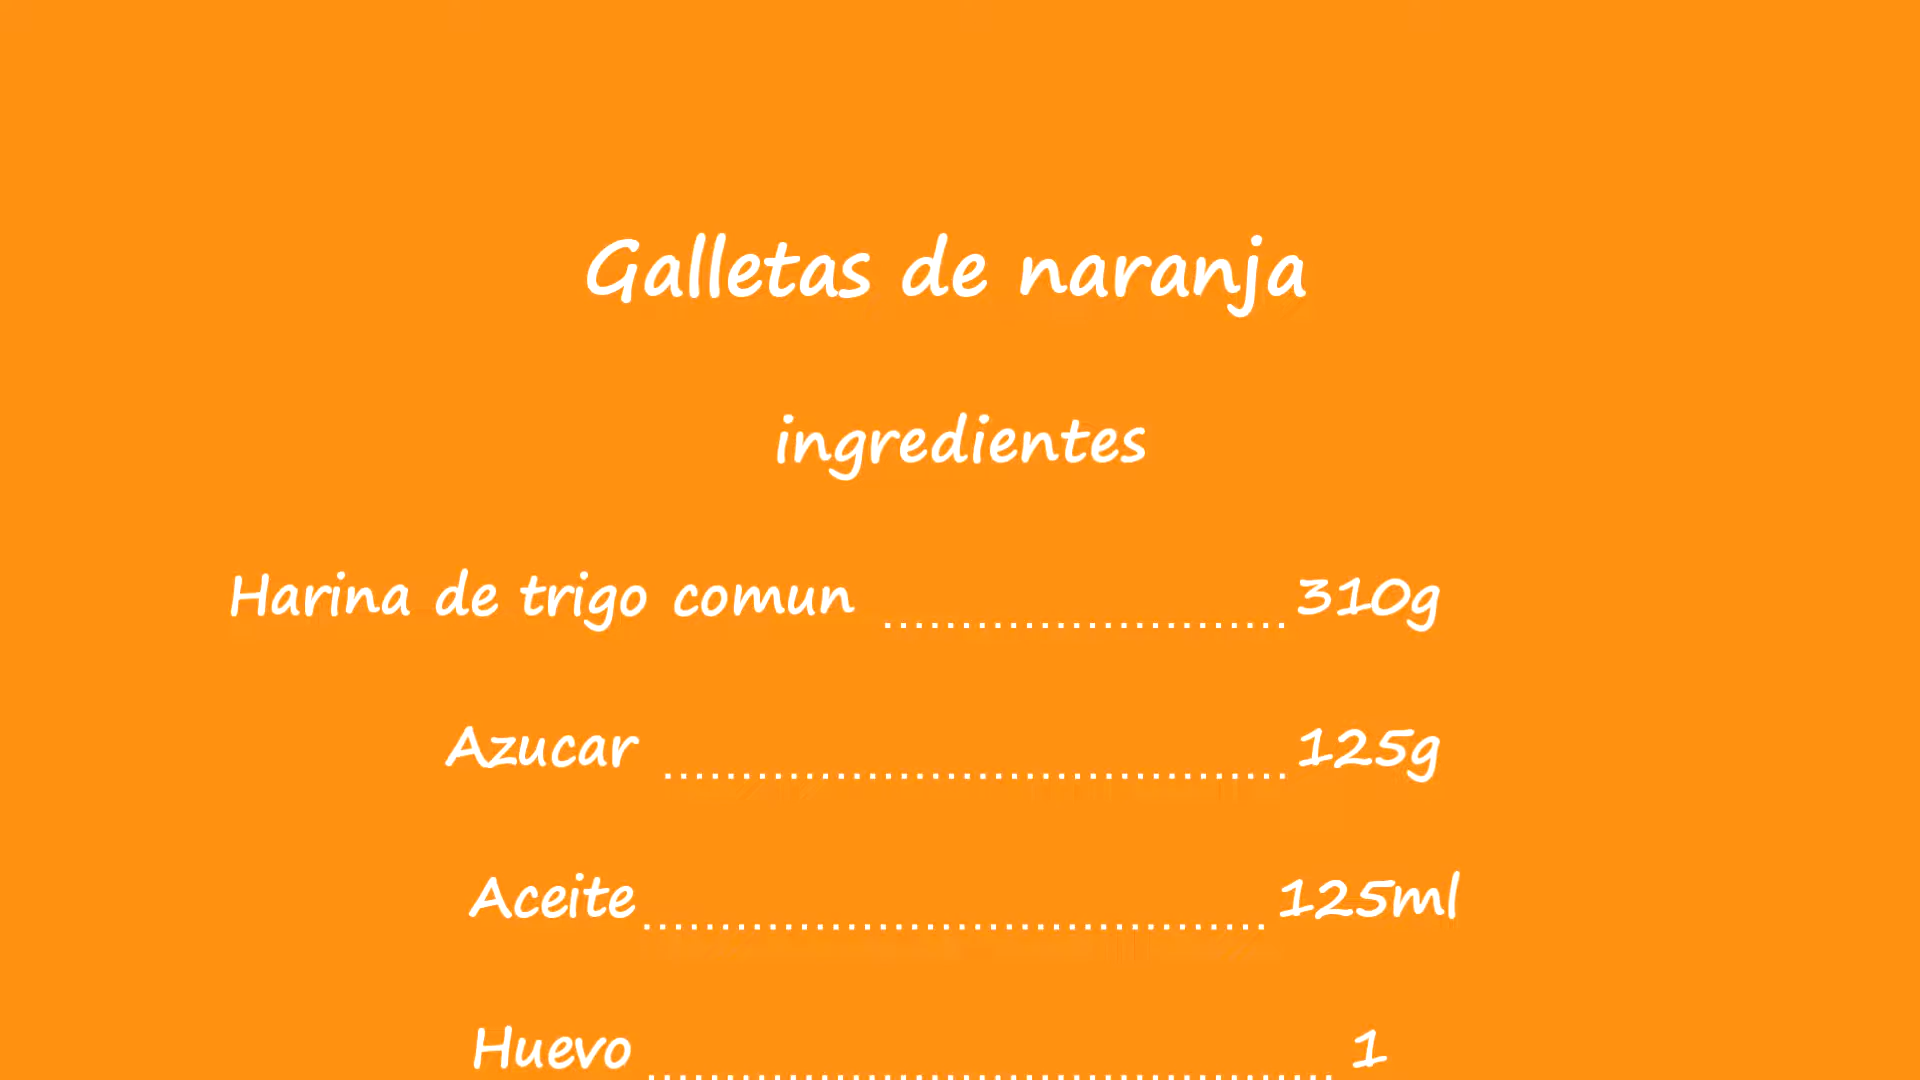 Galletas de naranja
ingredientes
Harina de trigo comun .......................... 310g
Azucar ........................................ 125g
Aceite ........................................ 125ml
Huevo ............................................ 1